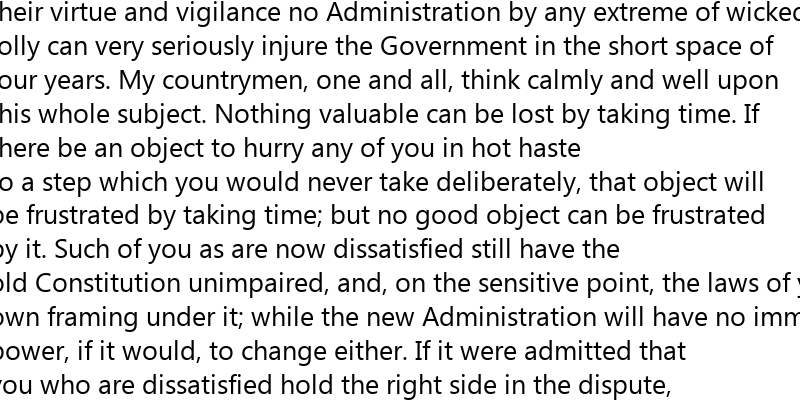 heir virtue and vigilance no Administration by any extreme of wicked
olly can very seriously injure the Government in the short space of
our years. My countrymen, one and all, think calmly and well upon
his whole subject. Nothing valuable can be lost by taking time. If
here be an object to hurry any of you in hot haste
o a step which you would never take deliberately, that object will
be frustrated by taking time; but no good object can be frustrated
by it. Such of you as are now dissatisfied still have the
old Constitution unimpaired, and, on the sensitive point, the laws of
own framing under it; while the new Administration will have no imm
power, if it would, to change either. If it were admitted that
you who are dissatisfied hold the right side in the dispute,